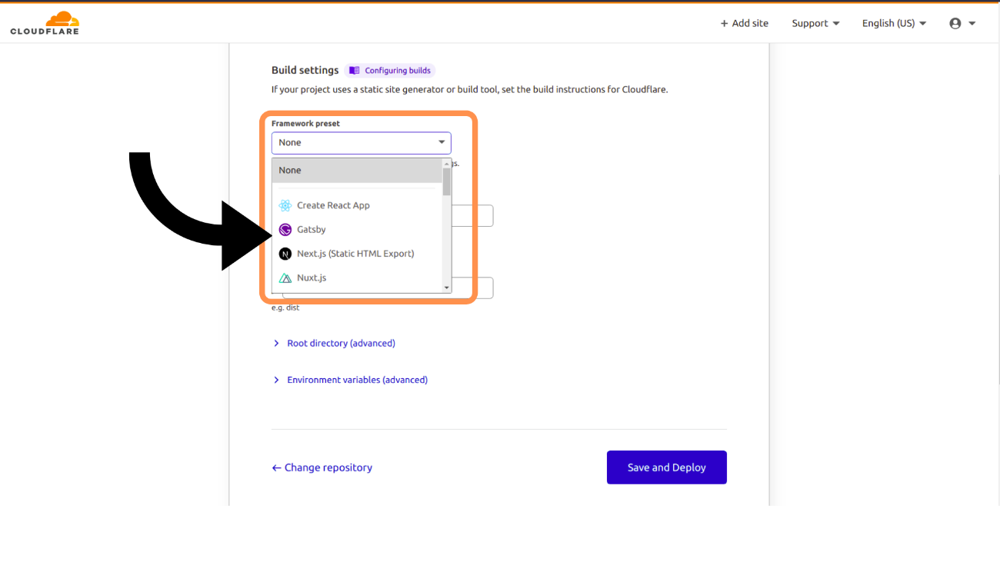 CLOUDFLARE
+ Add site
Support
English (US)
Build settings
Configuring builds
If your project uses a static site generator or build tool, set the build instructions for Cloudflare.
Framework preset
None
None
Create React App
Gatsby
Next.js (Static HTML Export)
Nuxt.js
e.g. dist
Root directory (advanced)
Environment variables (advanced)
← Change repository
Save and Deploy